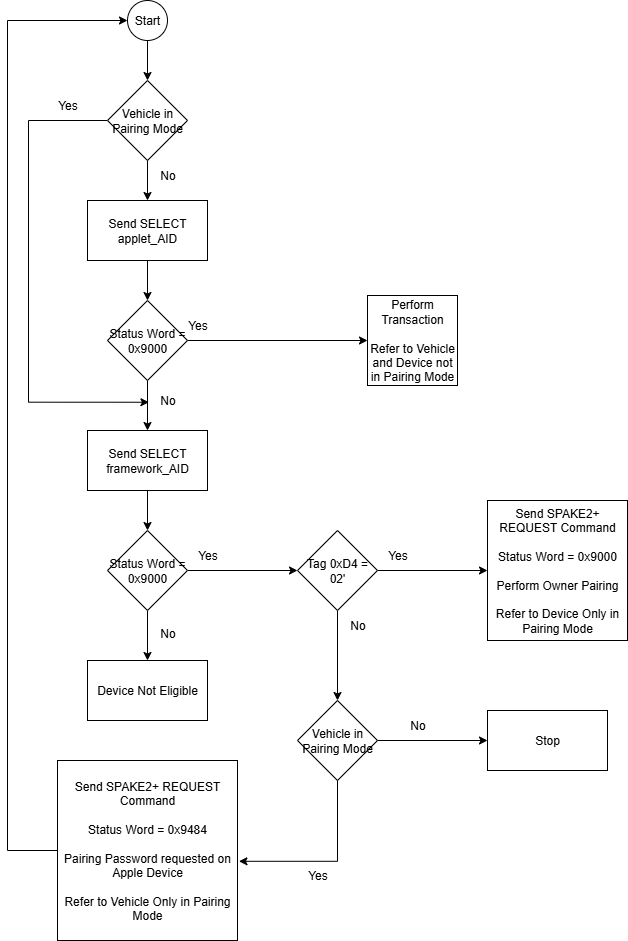 Start
Yes
Vehicle in
Pairing Mode
No
Send SELECT
applet_AID
Status Word =
0x9000
Yes
Perform
Transaction
Refer to Vehicle
and Device not
in Pairing Mode
No
Send SELECT
framework_AID
Status Word =
0x9000
Yes
Tag 0xD4 =
02'
Yes
Send SPAKE2+
REQUEST Command
Status Word = 0x9000
Perform Owner Pairing
Refer to Device Only in
Pairing Mode
No
No
Device Not Eligible
Vehicle in
Pairing Mode
No
Stop
Send SPAKE2+ REQUEST
Command
Status Word = 0x9484
Pairing Password requested on
Apple Device
Refer to Vehicle Only in Pairing
Mode
Yes